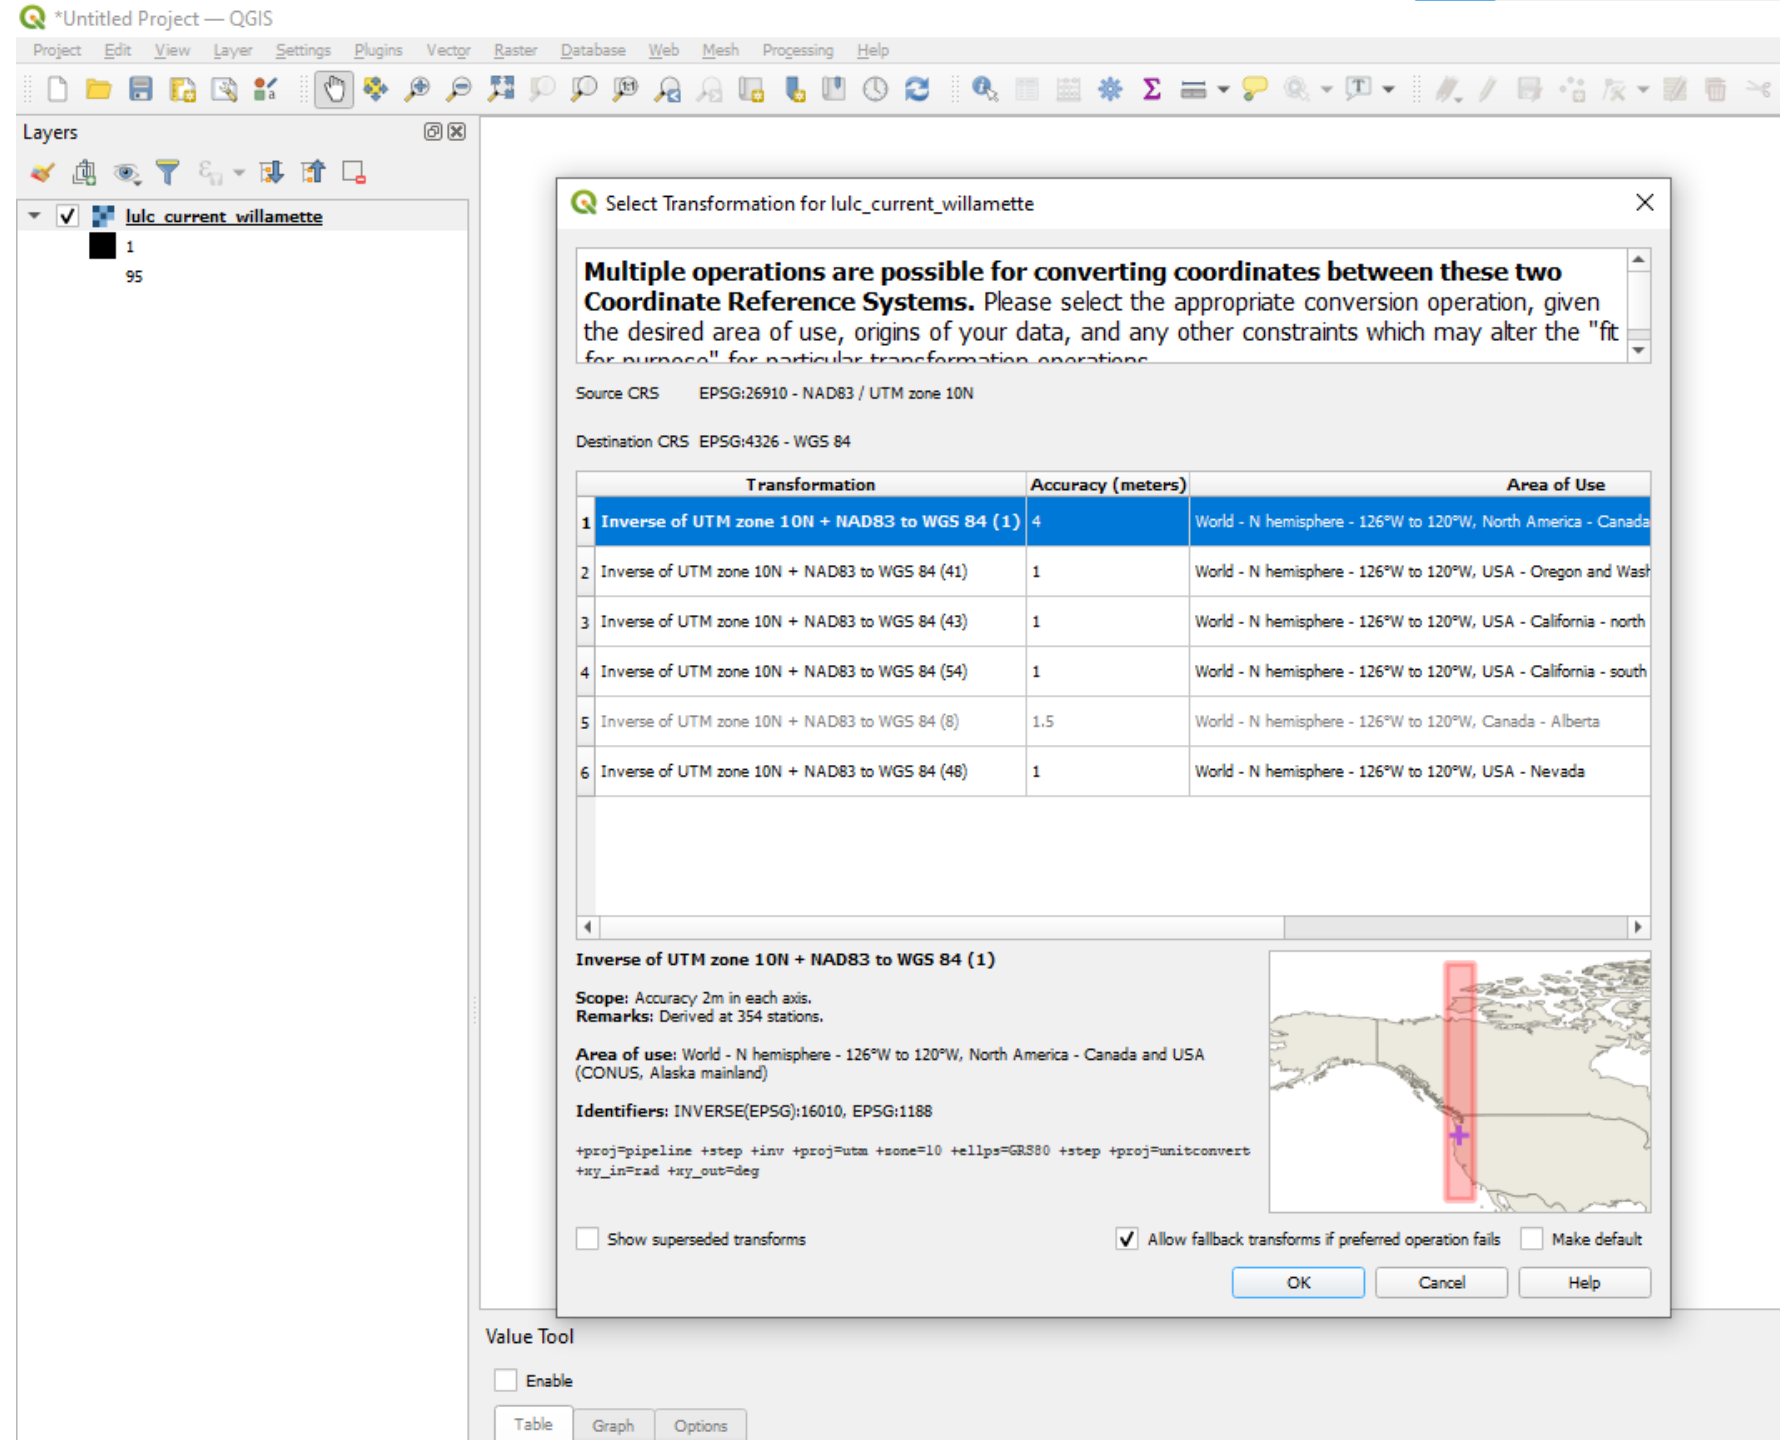 *Untitled Project — QGIS
Project Edit View Layer Settings Plugins Vector Raster Database Web Mesh Processing Help
Layers
lulc_current_willamette
1
95
Select Transformation for lulc_current_willamette
Multiple operations are possible for converting coordinates between these two
Coordinate Reference Systems. Please select the appropriate conversion operation, given
the desired area of use, origins of your data, and any other constraints which may alter the "fit
for purpose" for particular transformation operations.
Source CRS EPSG:26910 - NAD83 / UTM zone 10N
Destination CRS EPSG:4326 - WGS 84
Transformation Accuracy (meters) Area of Use
1 Inverse of UTM zone 10N + NAD83 to WGS 84 (1) 4 World - N hemisphere - 126°W to 120°W, North America - Canada
2 Inverse of UTM zone 10N + NAD83 to WGS 84 (41) 1 World - N hemisphere - 126°W to 120°W, USA - Oregon and Wash
3 Inverse of UTM zone 10N + NAD83 to WGS 84 (43) 1 World - N hemisphere - 126°W to 120°W, USA - California - north
4 Inverse of UTM zone 10N + NAD83 to WGS 84 (54) 1 World - N hemisphere - 126°W to 120°W, USA - California - south
5 Inverse of UTM zone 10N + NAD83 to WGS 84 (8) 1.5 World - N hemisphere - 126°W to 120°W, Canada - Alberta
6 Inverse of UTM zone 10N + NAD83 to WGS 84 (48) 1 World - N hemisphere - 126°W to 120°W, USA - Nevada
Inverse of UTM zone 10N + NAD83 to WGS 84 (1)
Scope: Accuracy 2m in each axis.
Remarks: Derived at 354 stations.
Area of use: World - N hemisphere - 126°W to 120°W, North America - Canada and USA
(CONUS, Alaska mainland)
Identifiers: INVERSE(EPSG):16010, EPSG:1188
+proj=pipeline +step +inv +proj=utm +zone=10 +ellps=GRS80 +step +proj=unitconvert
+xy_in=rad +xy_out=deg
Show superseded transforms Allow fallback transforms if preferred operation fails Make default
OK Cancel Help
Value Tool
Enable
Table Graph Options